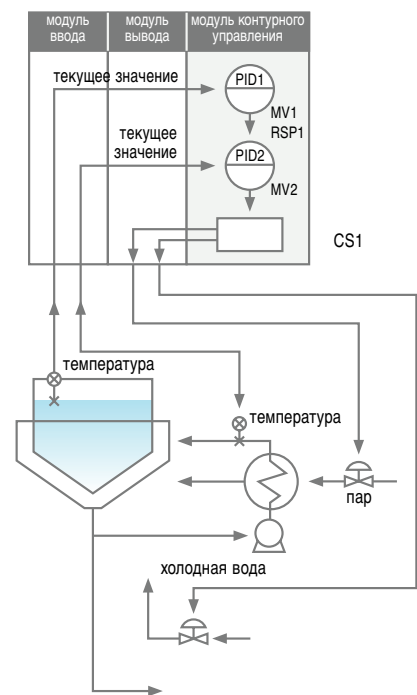 модуль
ввода
модуль
вывода
модуль контурного
управления
текущее значение
PID1
MV1
RSP1
текущее
значение
PID2
MV2
CS1
температура
температура
пар
холодная вода